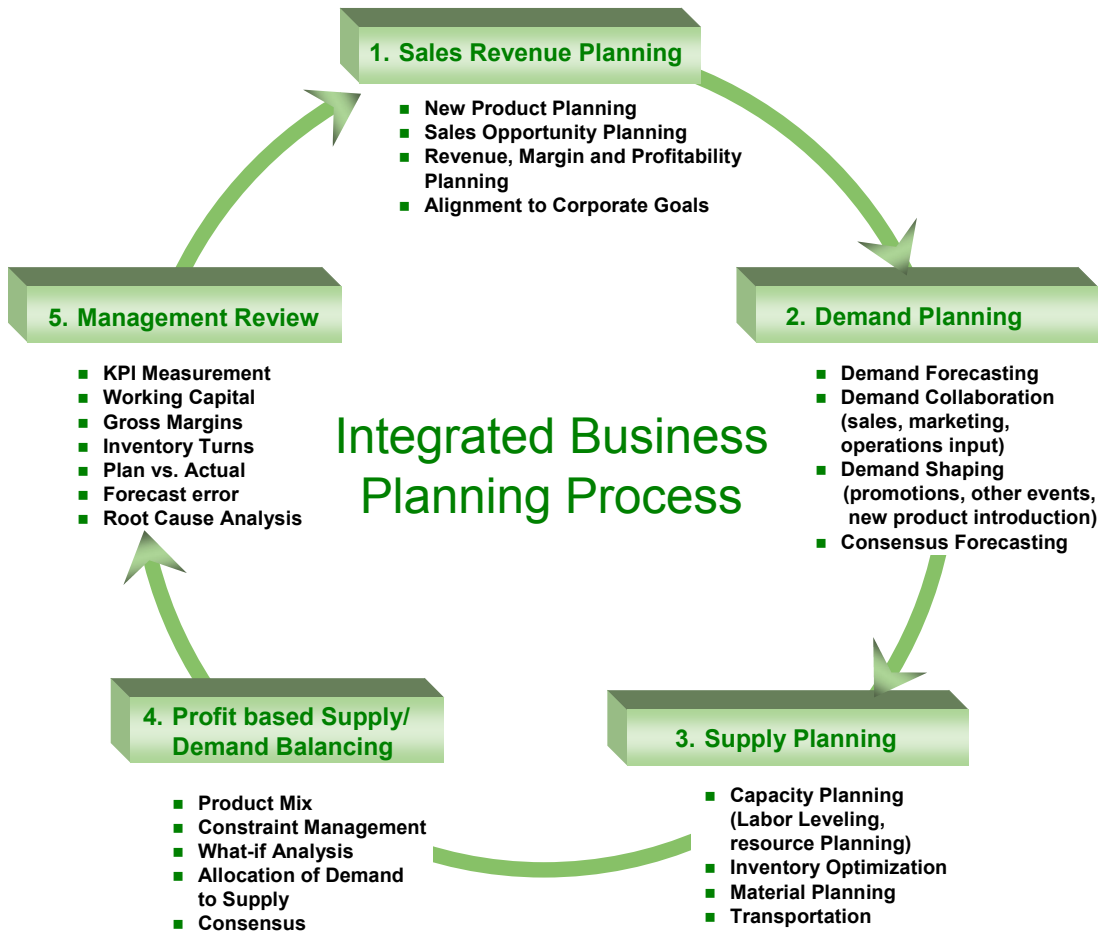 1. Sales Revenue Planning
New Product Planning
Sales Opportunity Planning
Revenue, Margin and Profitability
Planning
Alignment to Corporate Goals
2. Demand Planning
Demand Forecasting
Demand Collaboration
(sales, marketing,
operations input)
Demand Shaping
(promotions, other events,
new product introduction)
Consensus Forecasting
3. Supply Planning
Capacity Planning
(Labor Leveling,
resource Planning)
Inventory Optimization
Material Planning
Transportation
4. Profit based Supply/
Demand Balancing
Product Mix
Constraint Management
What-if Analysis
Allocation of Demand
to Supply
Consensus
5. Management Review
KPI Measurement
Working Capital
Gross Margins
Inventory Turns
Plan vs. Actual
Forecast error
Root Cause Analysis
Integrated Business
Planning Process